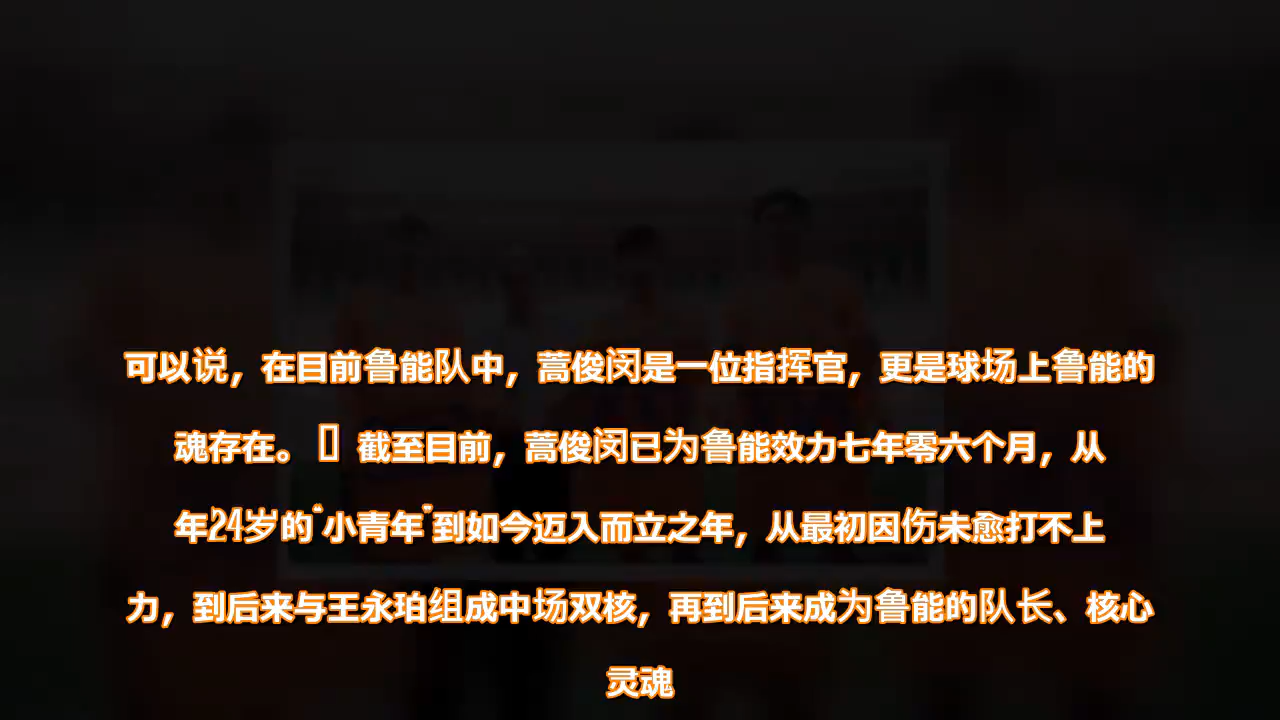 可以说，在目前鲁能队中，蒿俊闵是一位指挥官，更是球场上鲁能的
魂存在。 截至目前，蒿俊闵已为鲁能效力七年零六个月，从
年24岁的“小青年”到如今迈入而立之年，从最初因伤未愈打不上
力，到后来与王永珀组成中场双核，再到后来成为鲁能的队长、核心
灵魂